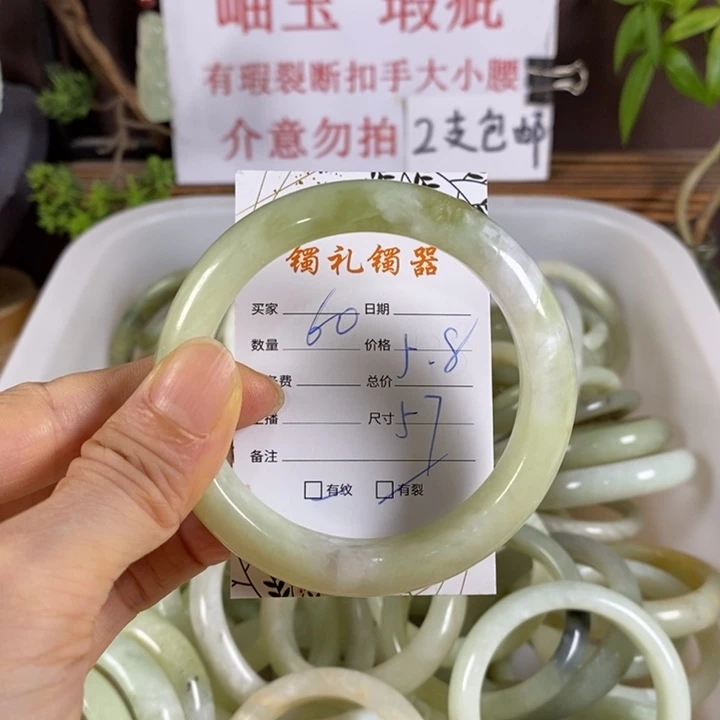 岫玉 瑕疵
有瑕裂断扣手大小腰
介意勿拍 2支包邮
镯礼镯器
买家 60 日期
数量 价格 5.8
费 总价
播 尺寸 57
备注
有纹 有裂